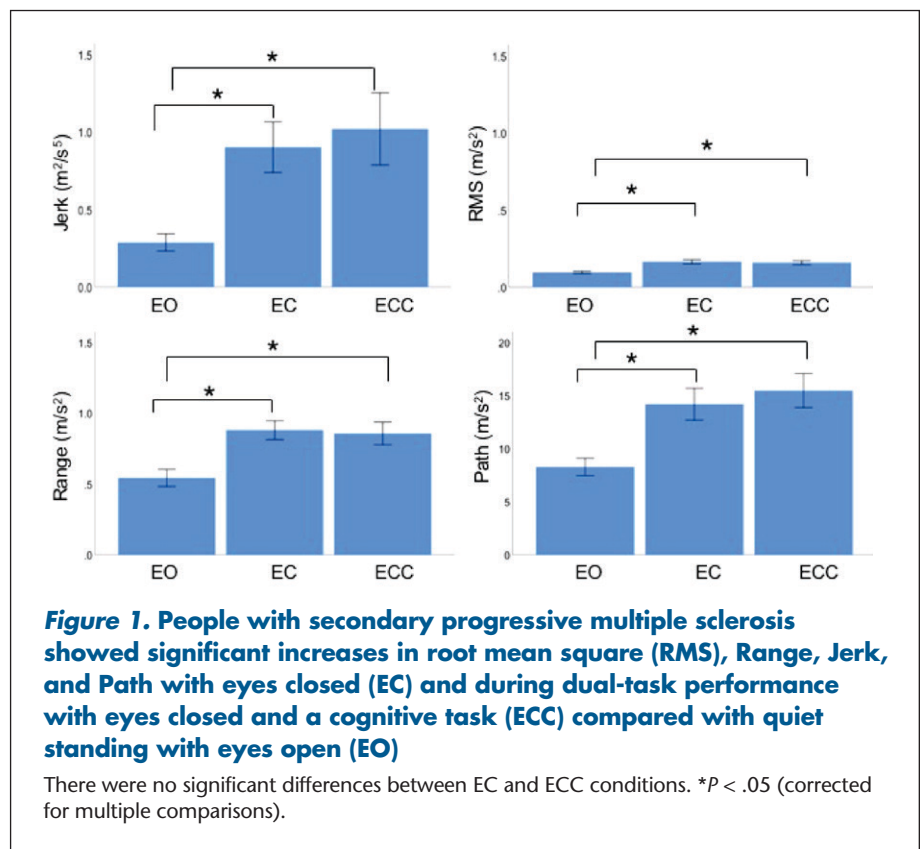 1.5
1.0
0.5
0.0
Jerk (m²/s⁵)
*
*
EO
EC
ECC
1.5
1.0
.5
.0
RMS (m/s²)
*
*
EO
EC
ECC
1.5
1.0
.5
.0
Range (m/s²)
*
*
EO
EC
ECC
20
15
10
5
0
Path (m/s²)
*
*
EO
EC
ECC
Figure 1. People with secondary progressive multiple sclerosis
showed significant increases in root mean square (RMS), Range, Jerk,
and Path with eyes closed (EC) and during dual-task performance
with eyes closed and a cognitive task (ECC) compared with quiet
standing with eyes open (EO)
There were no significant differences between EC and ECC conditions. *P < .05 (corrected
for multiple comparisons).